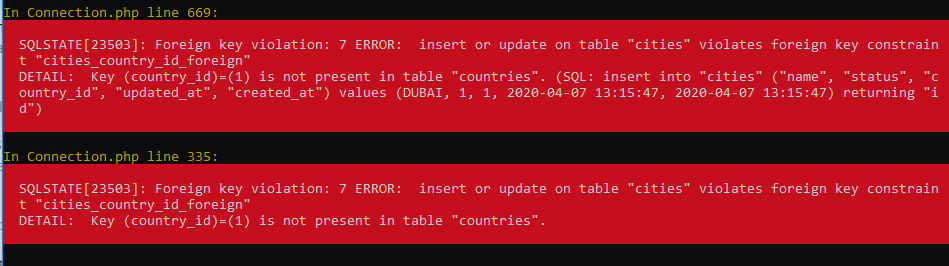 In Connection.php line 669:
SQLSTATE[23503]: Foreign key violation: 7 ERROR:  insert or update on table "cities" violates foreign key constrain
t "cities_country_id_foreign"
DETAIL:  Key (country_id)=(1) is not present in table "countries". (SQL: insert into "cities" ("name", "status", "c
ountry_id", "updated_at", "created_at") values (DUBAI, 1, 1, 2020-04-07 13:15:47, 2020-04-07 13:15:47) returning "i
d")
In Connection.php line 335:
SQLSTATE[23503]: Foreign key violation: 7 ERROR:  insert or update on table "cities" violates foreign key constrain
t "cities_country_id_foreign"
DETAIL:  Key (country_id)=(1) is not present in table "countries".